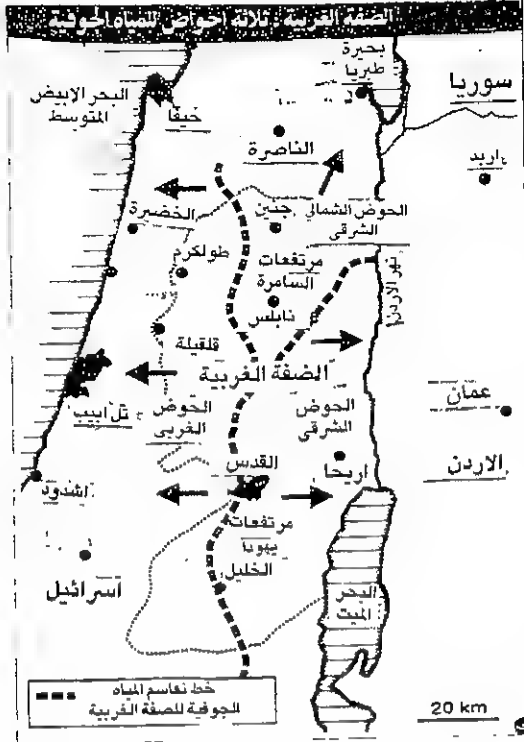 الضفة الغربية : ثلاثة احواض للمياه الجوفية
بحيرة
طبريا
سوريا
البحر الابيض
المتوسط
حيفا
الناصرة
اربد
الخضيرة
جنين
الحوض الشمالي
الشرقي
طولكرم
مرتفعات
السامرة
نابلس
نهر الاردن
قلقيلة
الضفة الغربية
تل ابيب
الحوض
الغربي
الحوض
الشرقي
عمان
القدس
اريحا
الاردن
اشدود
مرتفعات
يهودا
الخليل
اسرائيل
البحر
الميت
خط تقاسم المياه
الجوفية للضفة الغربية
20 km